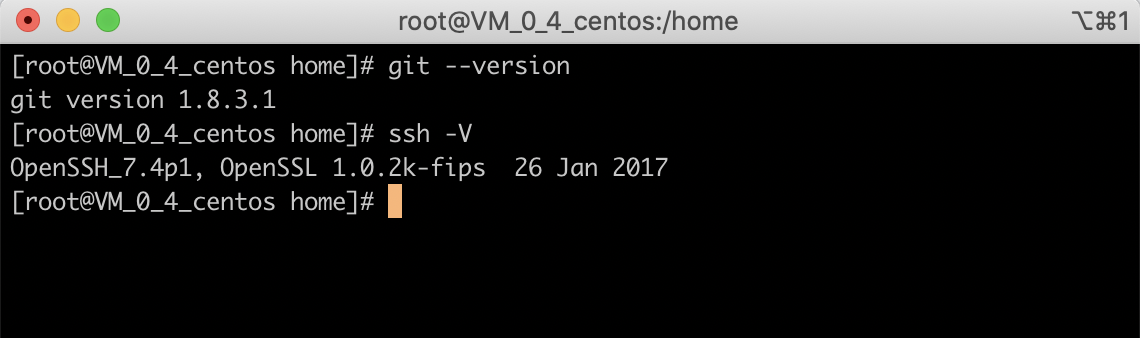 root@VM_0_4_centos:/home
⌥⌘1
[root@VM_0_4_centos home]# git --version
git version 1.8.3.1
[root@VM_0_4_centos home]# ssh -V
OpenSSH_7.4p1, OpenSSL 1.0.2k-fips  26 Jan 2017
[root@VM_0_4_centos home]#